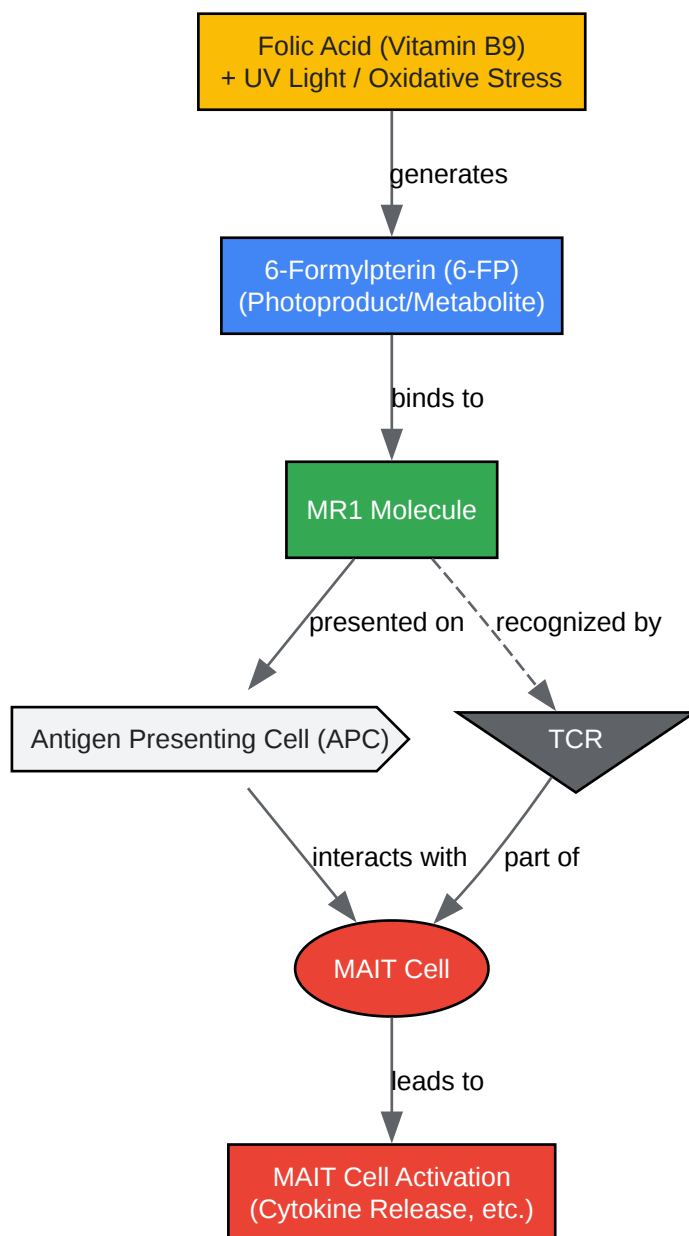 Folic Acid (Vitamin B9)
+ UV Light / Oxidative Stress
generates
6-Formylpterin (6-FP)
(Photoproduct/Metabolite)
binds to
MR1 Molecule
presented on
recognized by
Antigen Presenting Cell (APC)
TCR
interacts with
part of
MAIT Cell
leads to
MAIT Cell Activation
(Cytokine Release, etc.)